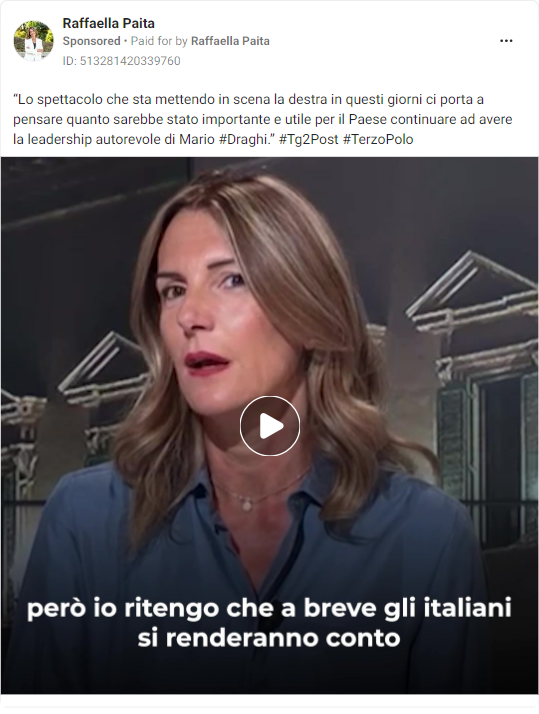 Raffaella Paita
Sponsored • Paid for by Raffaella Paita
ID: 513281420339760
“Lo spettacolo che sta mettendo in scena la destra in questi giorni ci porta a
pensare quanto sarebbe stato importante e utile per il Paese continuare ad avere
la leadership autorevole di Mario #Draghi.” #Tg2Post #TerzoPolo
però io ritengo che a breve gli italiani
si renderanno conto